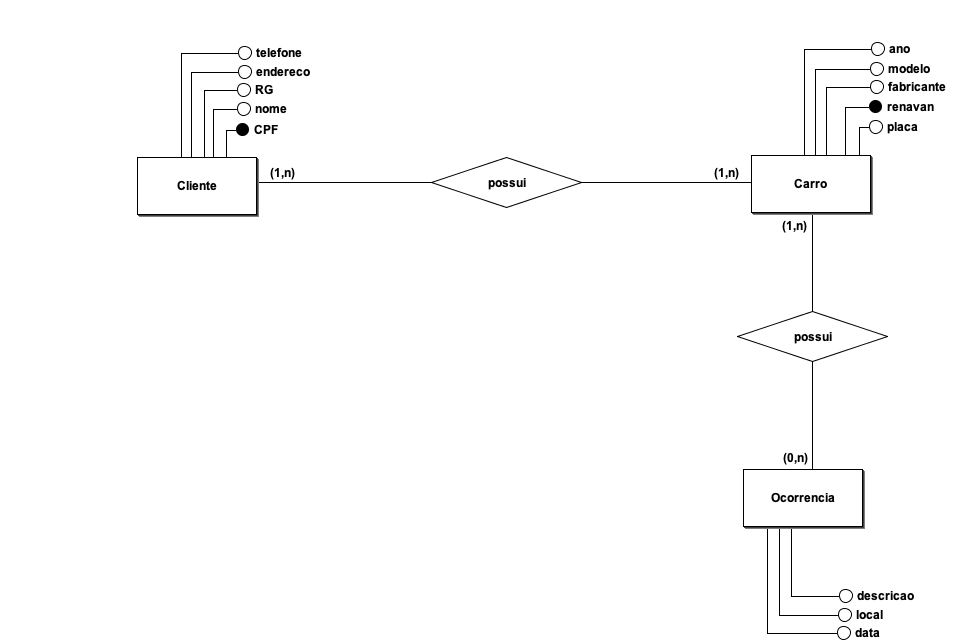 telefone
endereco
RG
nome
CPF
Cliente
(1,n)
possui
(1,n)
ano
modelo
fabricante
renavan
placa
Carro
(1,n)
possui
(0,n)
Ocorrencia
descricao
local
data